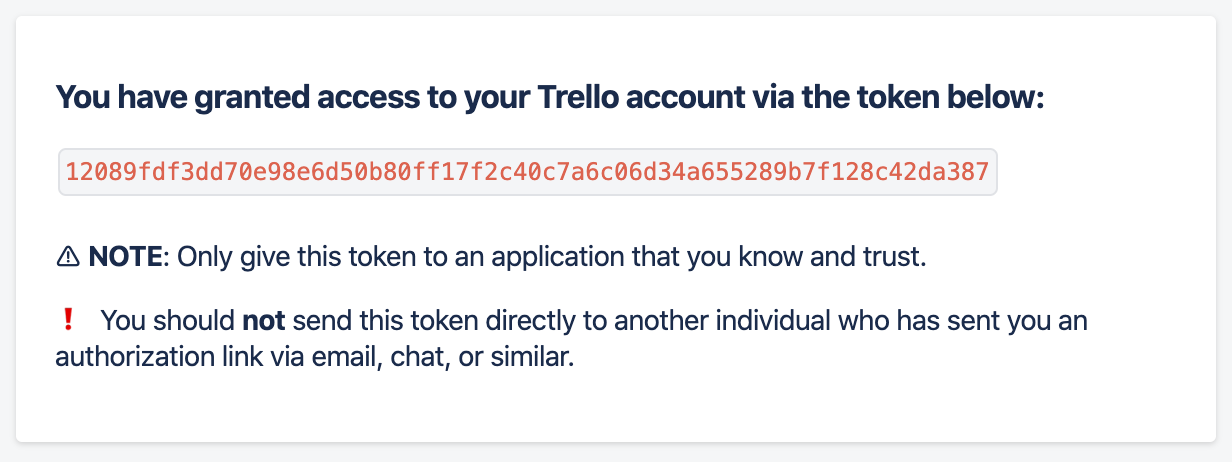 You have granted access to your Trello account via the token below:
12089fdf3dd70e98e6d50b80ff17f2c40c7a6c06d34a655289b7f128c42da387
⚠ NOTE: Only give this token to an application that you know and trust.
❗ You should not send this token directly to another individual who has sent you an
authorization link via email, chat, or similar.